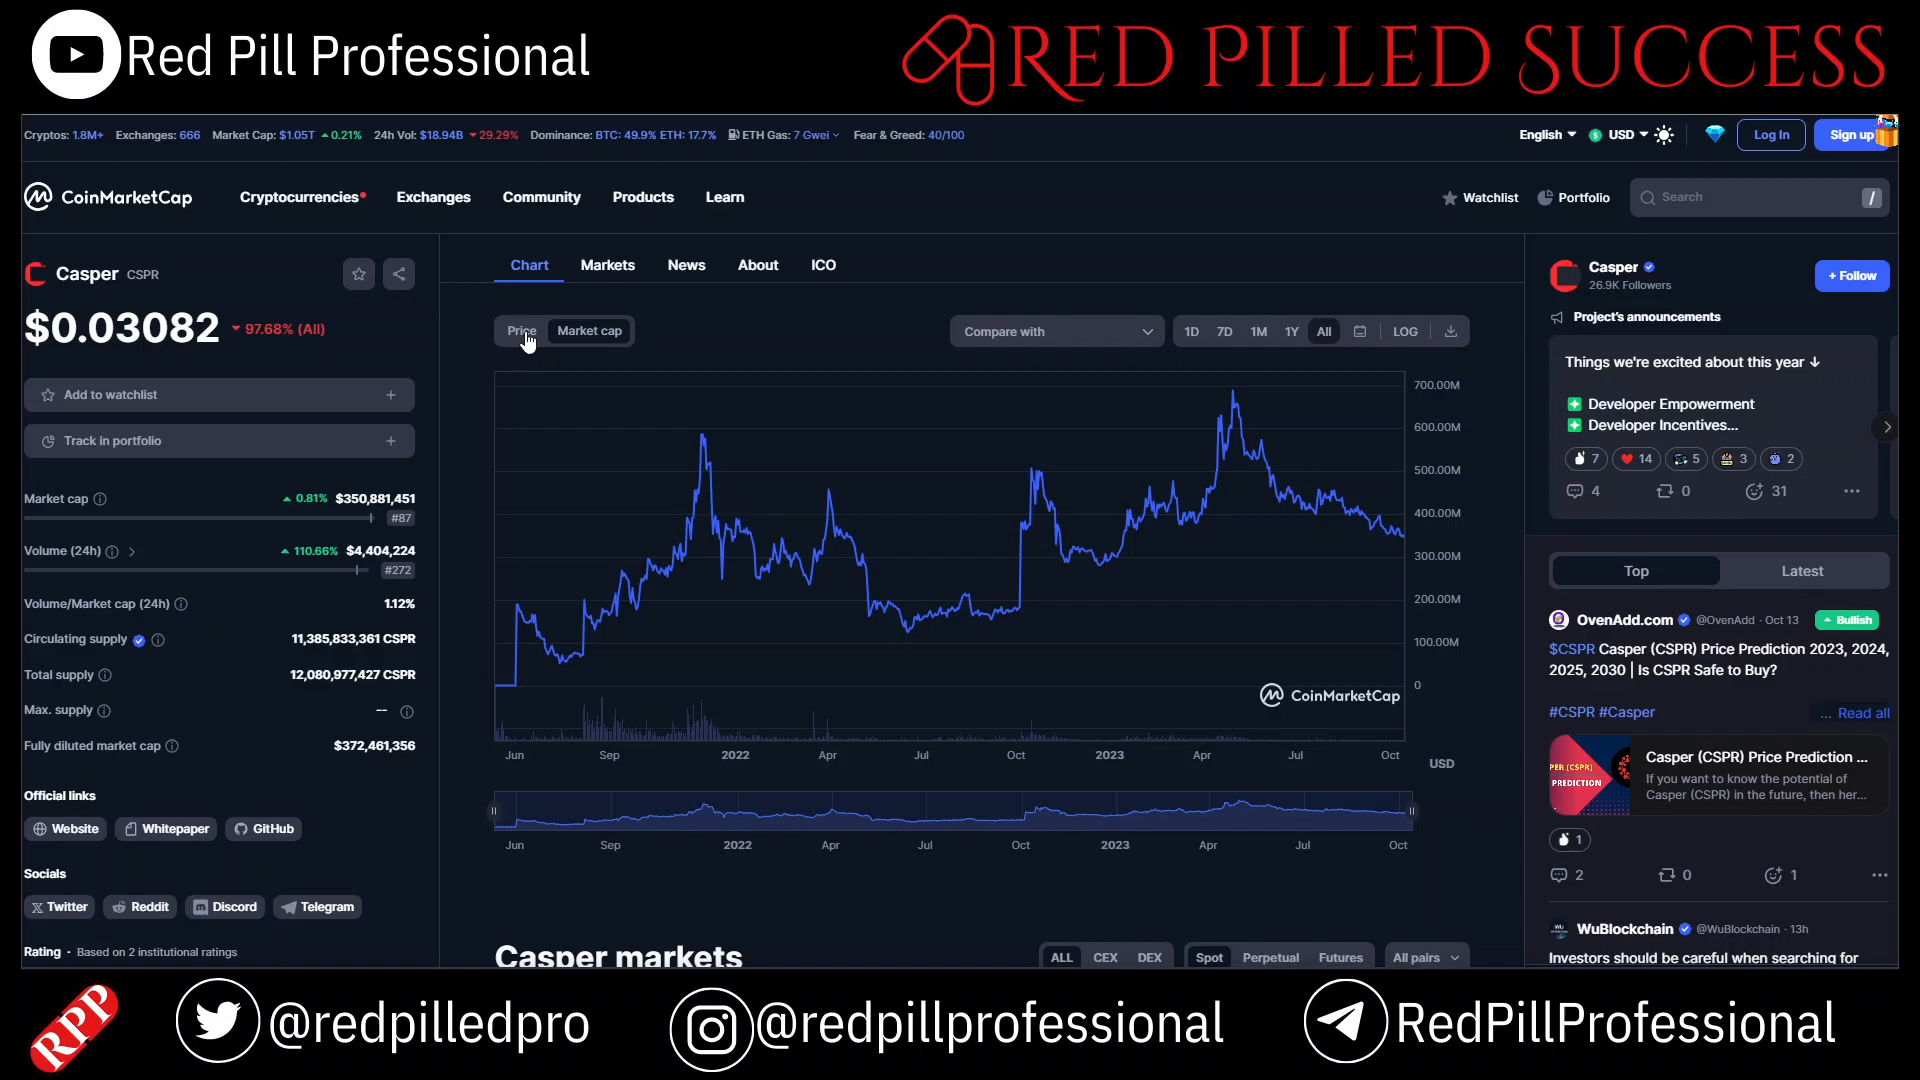 Red Pill Professional
RED PILLED SUCCESS
Cryptos: 1.8M+ Exchanges: 666 Market Cap: $1.05T 0.21% 24h Vol: $18.94B 29.29% Dominance: BTC: 49.9% ETH: 17.7% ETH Gas: 7 Gwei Fear & Greed: 40/100
English USD Log In Sign up
CoinMarketCap
Cryptocurrencies Exchanges Community Products Learn
Watchlist Portfolio Search /
Casper CSPR
$0.03082 97.68% (All)
Add to watchlist +
Track in portfolio +
Market cap 0.81% $350,881,451
#87
Volume (24h) 110.66% $4,404,224
#272
Volume/Market cap (24h) 1.12%
Circulating supply 11,385,833,361 CSPR
Total supply 12,080,977,427 CSPR
Max. supply --
Fully diluted market cap $372,461,356
Official links
Website Whitepaper GitHub
Socials
Twitter Reddit Discord Telegram
Rating · Based on 2 institutional ratings
Chart Markets News About ICO
Price Market cap
Compare with
1D 7D 1M 1Y All LOG
700.00M
600.00M
500.00M
400.00M
300.00M
200.00M
100.00M
0
CoinMarketCap
Jun Sep 2022 Apr Jul Oct 2023 Apr Jul Oct
USD
Jun Sep 2022 Apr Jul Oct 2023 Apr Jul Oct
Casper markets
ALL CEX DEX Spot Perpetual Futures All pairs
Casper
26.9K Followers
+ Follow
Project's announcements
Things we're excited about this year ↓
Developer Empowerment
Developer Incentives...
7 14 5 3 2
4 0 31 ...
Top Latest
OvenAdd.com @OvenAdd · Oct 13 Bullish
$CSPR Casper (CSPR) Price Prediction 2023, 2024,
2025, 2030 | Is CSPR Safe to Buy?
#CSPR #Casper ... Read all
PER (CSPR)
PREDICTION
Casper (CSPR) Price Prediction ...
If you want to know the potential of
Casper (CSPR) in the future, then her...
1
2 0 1 ...
WuBlockchain @WuBlockchain · 13h
Investors should be careful when searching for
RPP
@redpilledpro
@redpillprofessional
RedPillProfessional